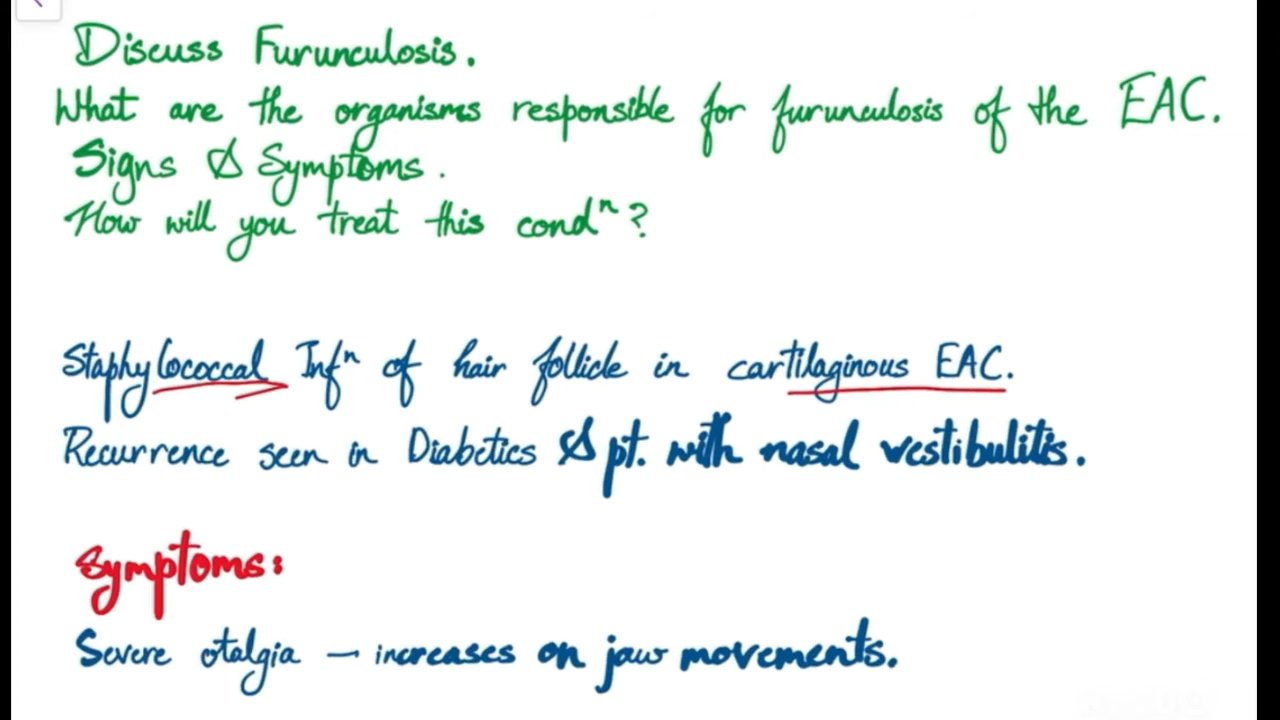 Discuss Furunculosis.
What are the organisms responsible for furunculosis of the EAC.
Signs & Symptoms.
How will you treat this condⁿ?
Staphylococcal Infⁿ of hair follicle in cartilaginous EAC.
Recurrence seen in Diabetics & pt. with nasal vestibulitis.
Symptoms:
Severe otalgia — increases on jaw movements.